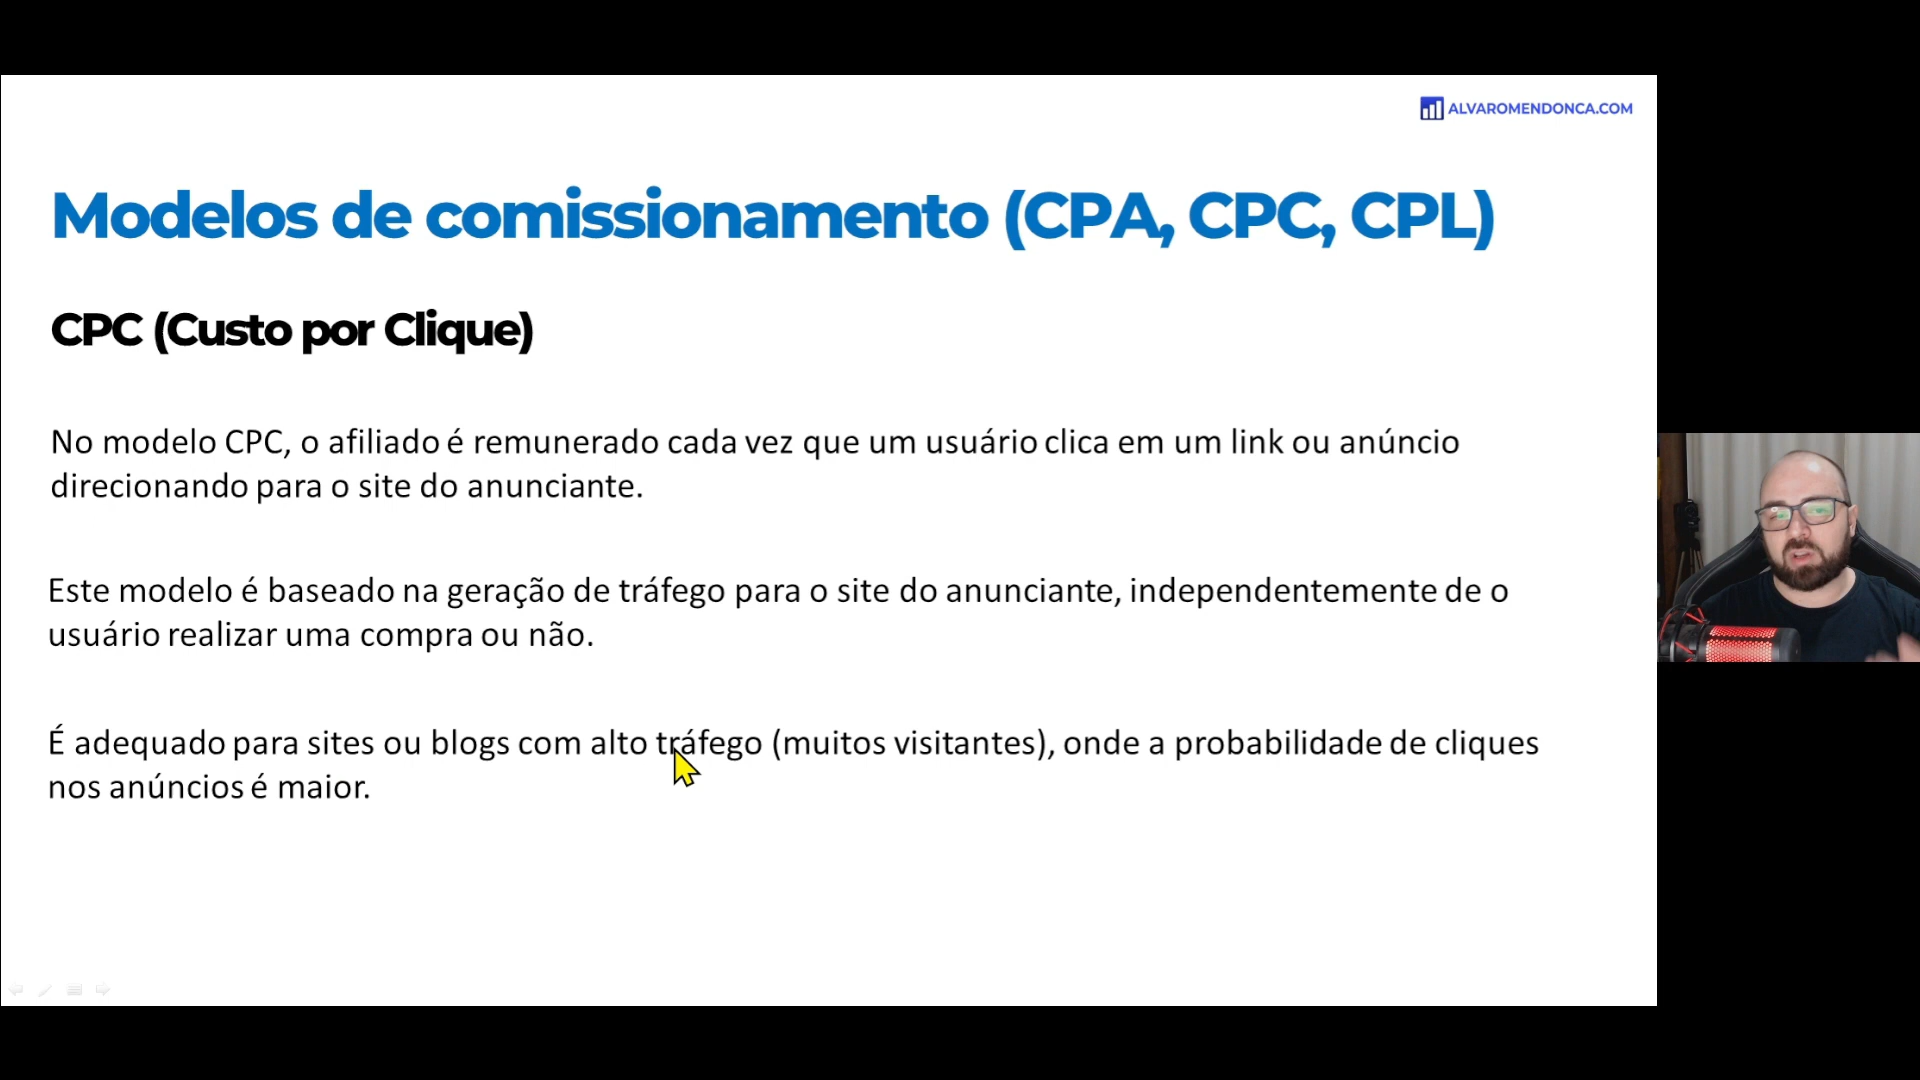 ALVAROMENDONCA.COM
Modelos de comissionamento (CPA, CPC, CPL)
CPC (Custo por Clique)
No modelo CPC, o afiliado é remunerado cada vez que um usuário clica em um link ou anúncio
direcionando para o site do anunciante.
Este modelo é baseado na geração de tráfego para o site do anunciante, independentemente de o
usuário realizar uma compra ou não.
É adequado para sites ou blogs com alto tráfego (muitos visitantes), onde a probabilidade de cliques
nos anúncios é maior.